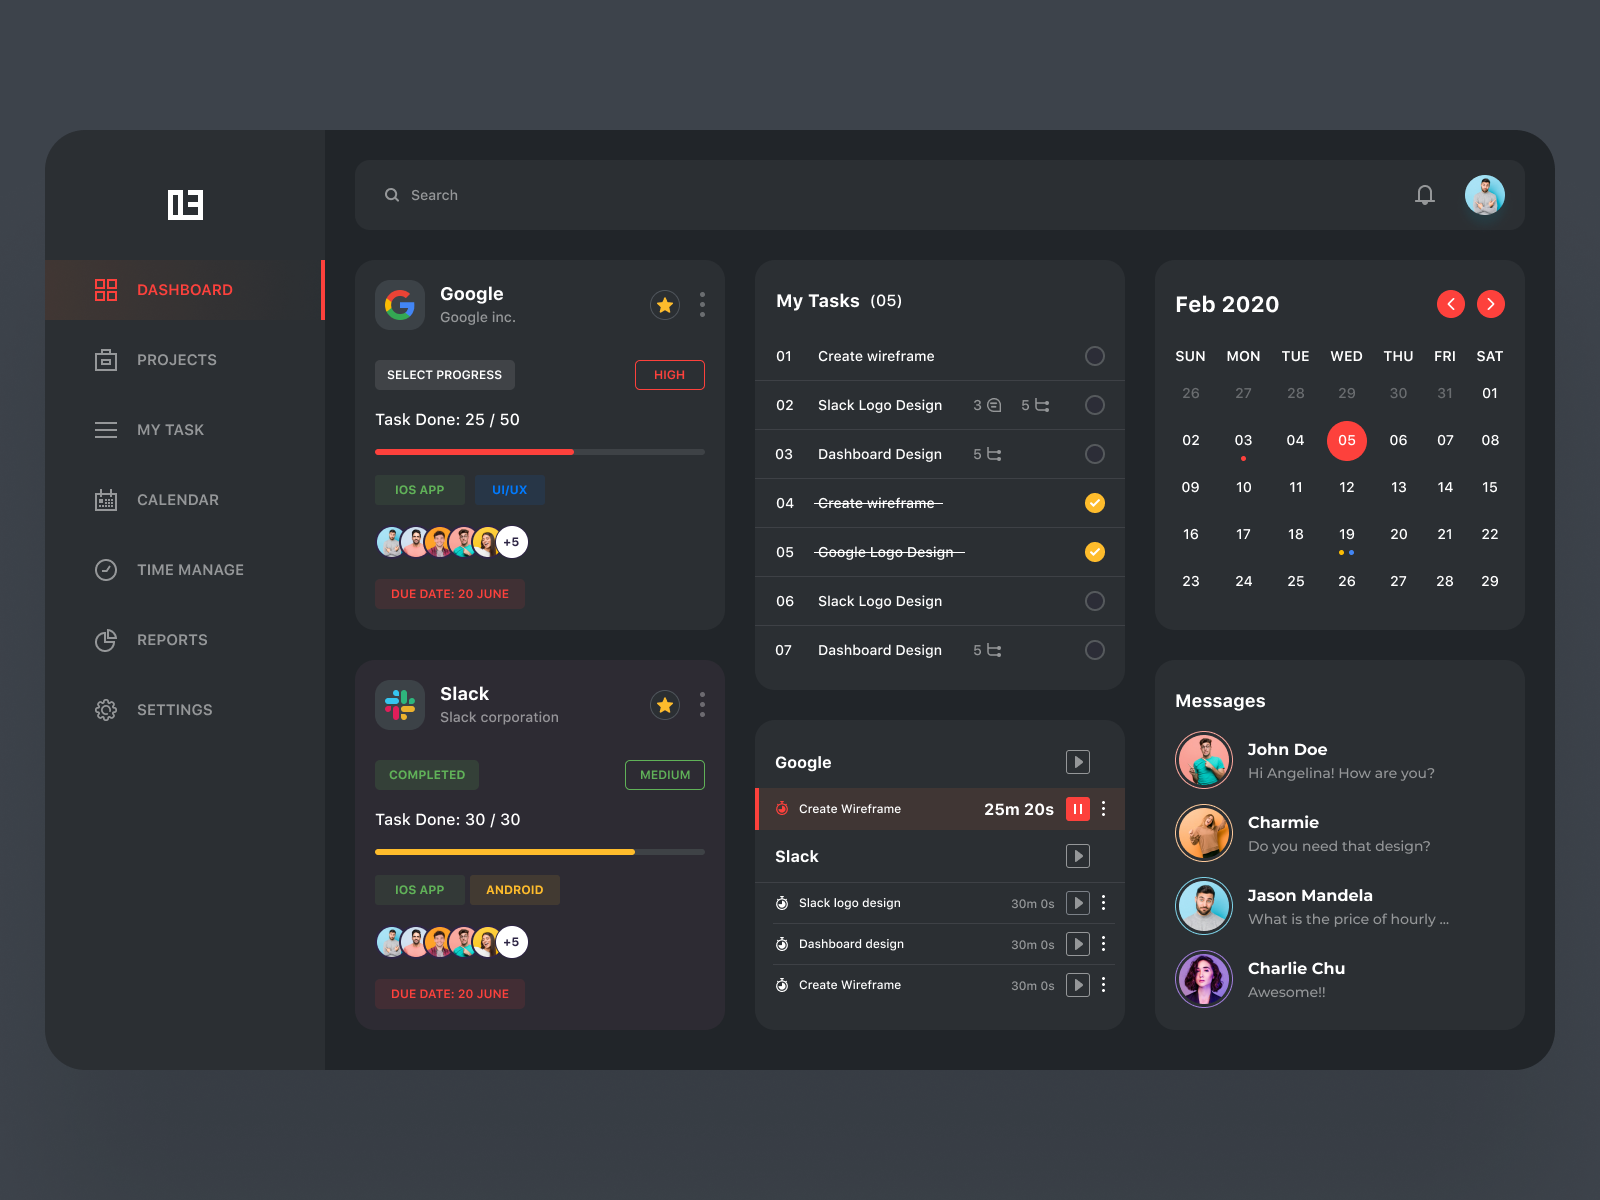 Search
DASHBOARD
PROJECTS
MY TASK
CALENDAR
TIME MANAGE
REPORTS
SETTINGS
Google
Google inc.
SELECT PROGRESS
HIGH
Task Done: 25 / 50
IOS APP
UI/UX
+5
DUE DATE: 20 JUNE
Slack
Slack corporation
COMPLETED
MEDIUM
Task Done: 30 / 30
IOS APP
ANDROID
+5
DUE DATE: 20 JUNE
My Tasks (05)
01 Create wireframe
02 Slack Logo Design 3 5
03 Dashboard Design 5
04 Create wireframe
05 Google Logo Design
06 Slack Logo Design
07 Dashboard Design 5
Google
Create Wireframe 25m 20s
Slack
Slack logo design 30m 0s
Dashboard design 30m 0s
Create Wireframe 30m 0s
Feb 2020
SUN MON TUE WED THU FRI SAT
26 27 28 29 30 31 01
02 03 04 05 06 07 08
09 10 11 12 13 14 15
16 17 18 19 20 21 22
23 24 25 26 27 28 29
Messages
John Doe
Hi Angelina! How are you?
Charmie
Do you need that design?
Jason Mandela
What is the price of hourly ...
Charlie Chu
Awesome!!